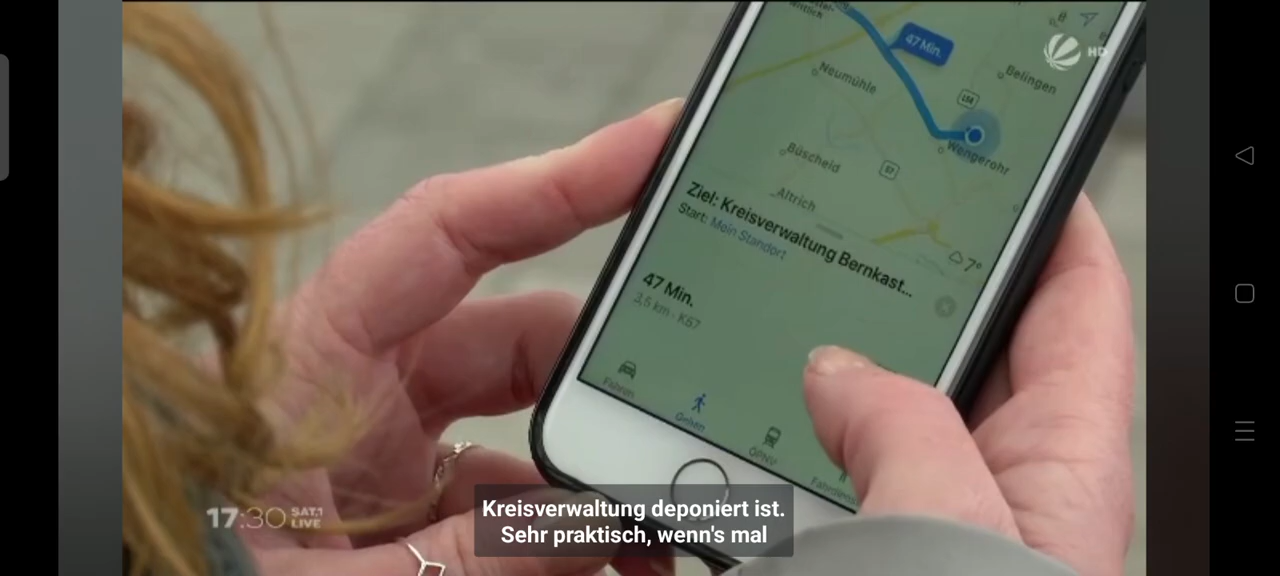 47 Min.
HD
Neumühle
Belingen
Büscheid
Wengerohr
Altrich
Ziel: Kreisverwaltung Bernkast...
Start: Mein Standort
7°
47 Min.
3,5 km · K57
Fahren
Gehen
ÖPNV
17:30 SAT.1
LIVE
Kreisverwaltung deponiert ist.
Sehr praktisch, wenn's mal